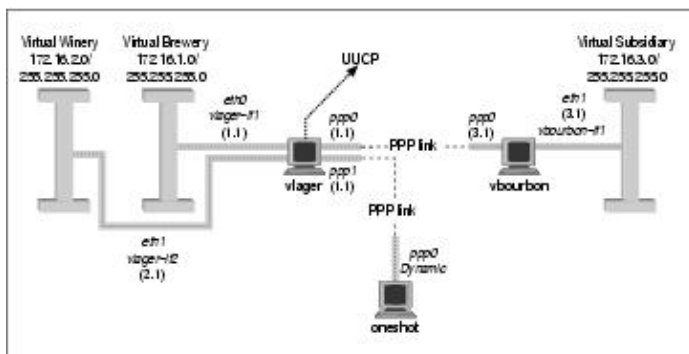 Virtual Winery
172.16.2.0/
255.255.255.0
Virtual Brewery
172.16.1.0/
255.255.255.0
UUCP
Virtual Subsidiary
172.16.3.0/
255.255.255.0
eth0
vlager-if1
(1.1)
ppp0
(1.1)
ppp0
(3.1)
eth1
(3.1)
vbourbon-if1
PPP link
vlager
ppp1
(1.1)
vbourbon
PPP link
eth1
vlager-if2
(2.1)
ppp0
Dynamic
oneshot